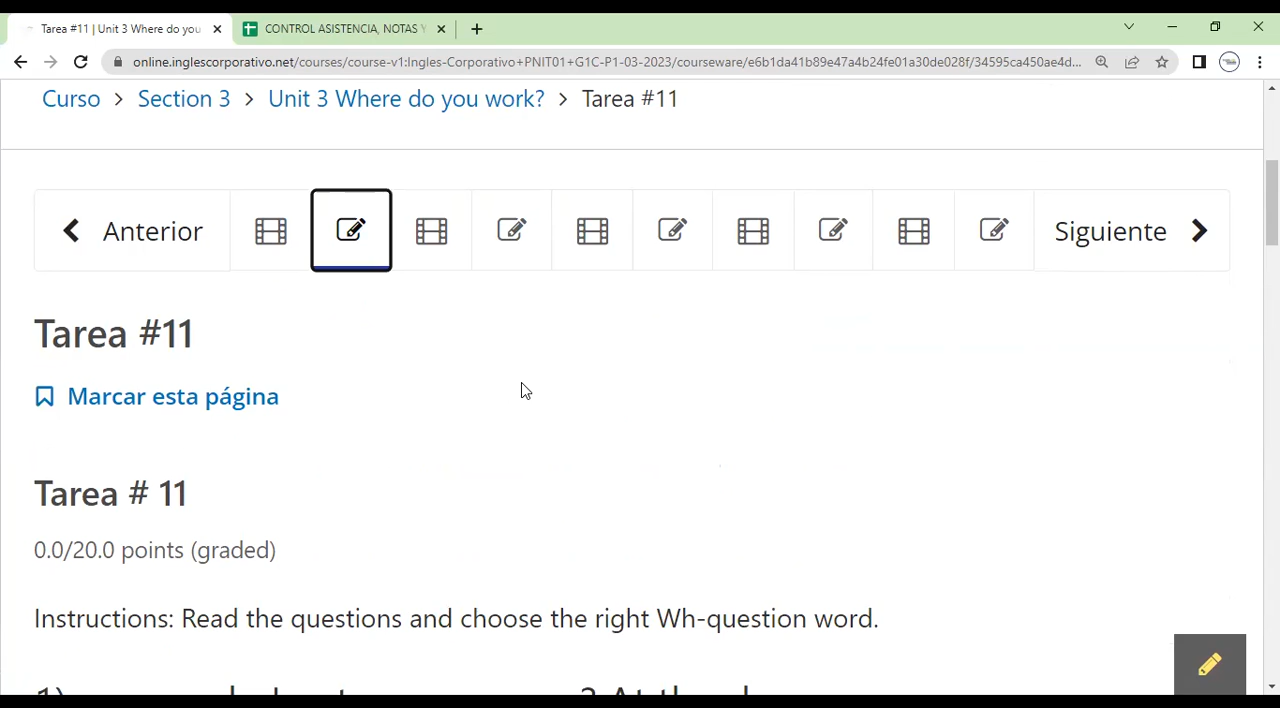 Tarea #11 | Unit 3 Where do you
CONTROL ASISTENCIA, NOTAS Y
online.inglescorporativo.net/courses/course-v1:Ingles-Corporativo+PNIT01+G1C-P1-03-2023/courseware/e6b1da41b89e47a4b24fe01a30de028f/34595ca450ae4d...
Curso > Section 3 > Unit 3 Where do you work? > Tarea #11
Anterior
Siguiente
Tarea #11
Marcar esta página
Tarea # 11
0.0/20.0 points (graded)
Instructions: Read the questions and choose the right Wh-question word.